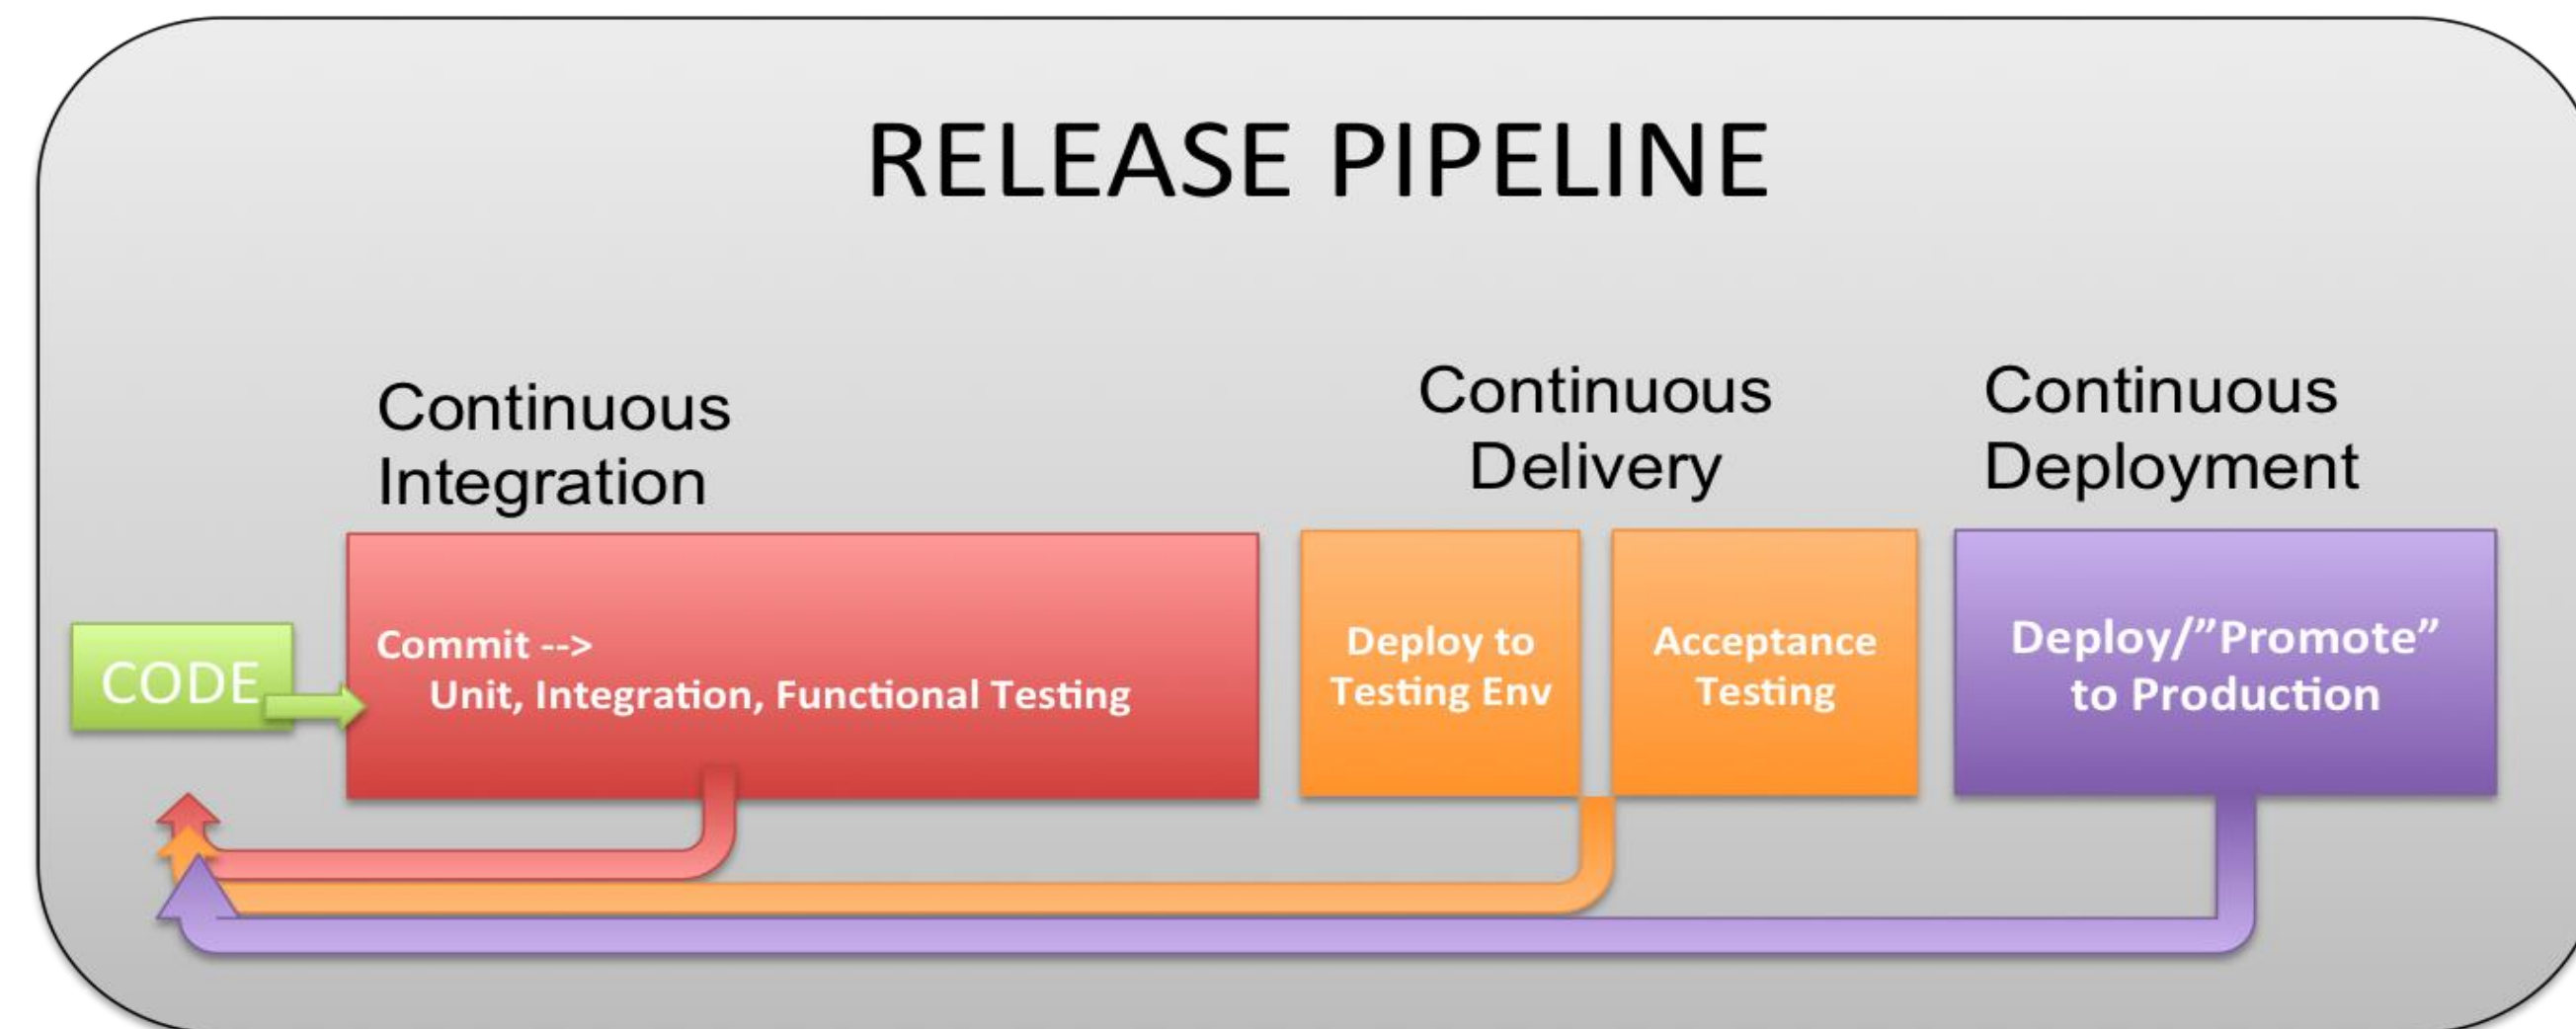 RELEASE PIPELINE
Continuous
Integration
Continuous
Delivery
Continuous
Deployment
CODE
Commit -->
Unit, Integration, Functional Testing
Deploy to
Testing Env
Acceptance
Testing
Deploy/”Promote”
to Production